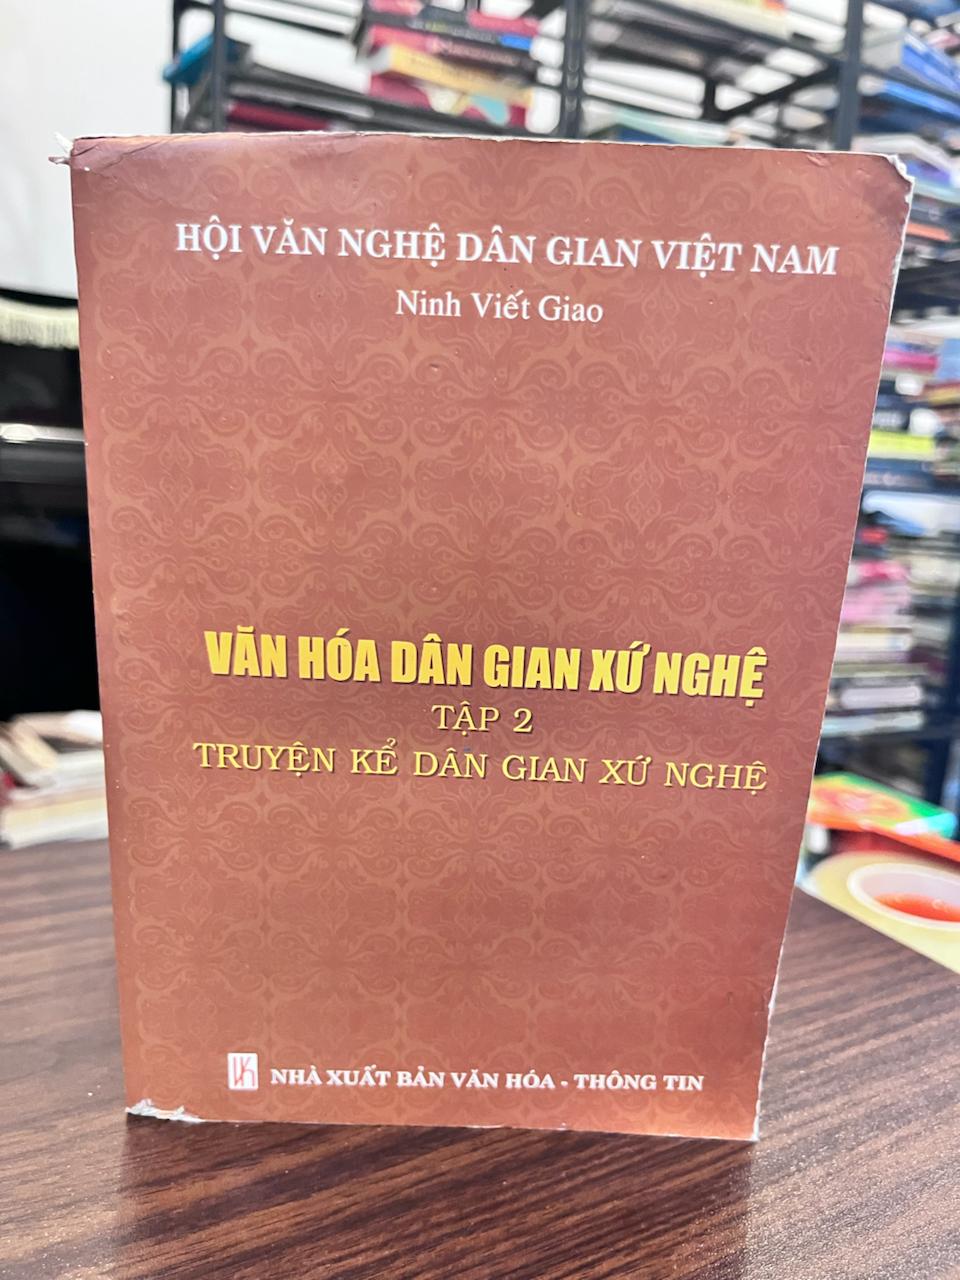 HỘI VĂN NGHỆ DÂN GIAN VIỆT NAM
Ninh Viết Giao
VĂN HÓA DÂN GIAN XỨ NGHỆ
TẬP 2
TRUYỆN KỂ DÂN GIAN XỨ NGHỆ
NHÀ XUẤT BẢN VĂN HÓA - THÔNG TIN